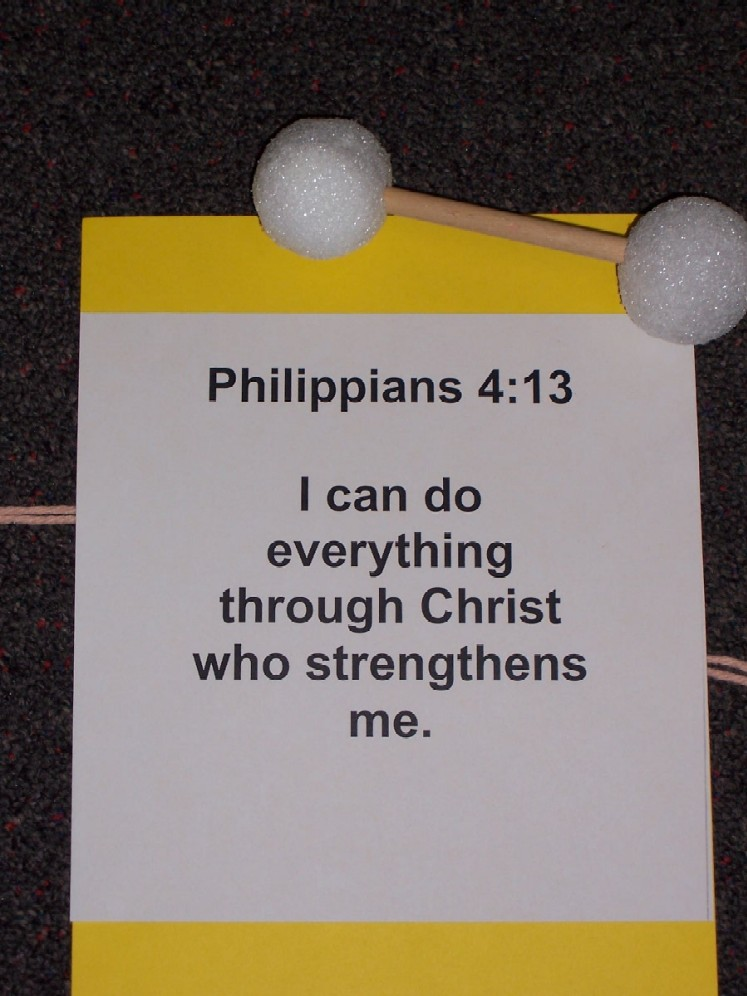 Philippians 4:13
I can do
everything
through Christ
who strengthens
me.